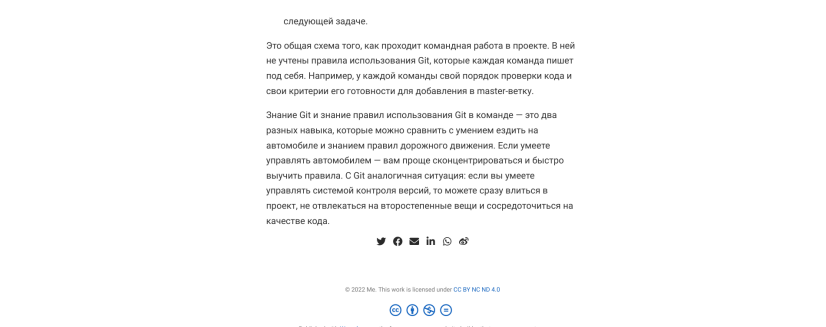 следующей задаче.
Это общая схема того, как проходит командная работа в проекте. В ней
не учтены правила использования Git, которые каждая команда пишет
под себя. Например, у каждой команды свой порядок проверки кода и
свои критерии его готовности для добавления в master-ветку.
Знание Git и знание правил использования Git в команде — это два
разных навыка, которые можно сравнить с умением ездить на
автомобиле и знанием правил дорожного движения. Если умеете
управлять автомобилем — вам проще сконцентрироваться и быстро
выучить правила. С Git аналогичная ситуация: если вы умеете
управлять системой контроля версий, то можете сразу влиться в
проект, не отвлекаться на второстепенные вещи и сосредоточиться на
качестве кода.
© 2022 Me. This work is licensed under CC BY NC ND 4.0